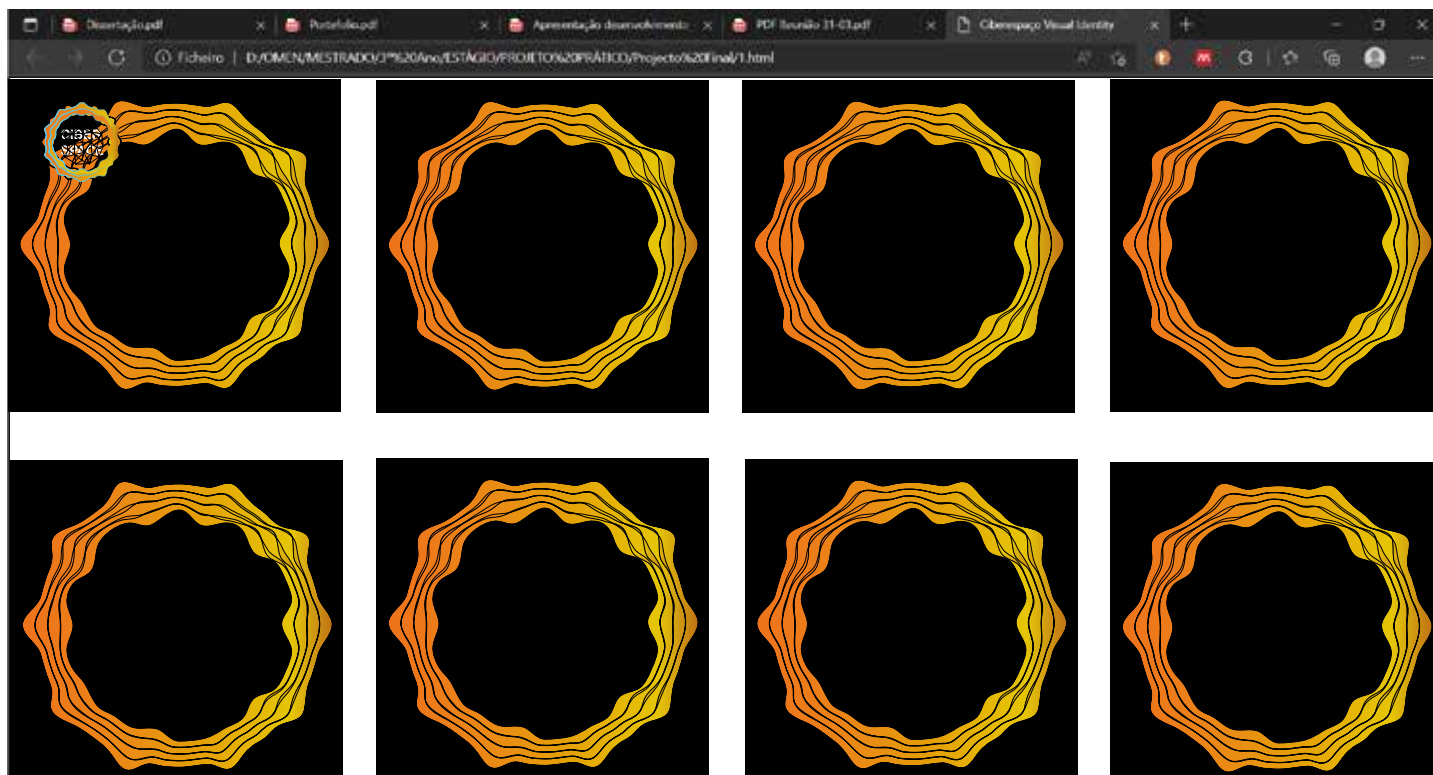 Dissertação.pdf
Portefolio.pdf
Apresentação desenvolvimento
PDF Reunião 31-03.pdf
Ciberespaço Visual Identity
Ficheiro | D:/OMEN/MESTRADO/2º%20Ano/ESTÁGIO/PROJETO%20PRÁTICO/Projecto%20Final/1.html